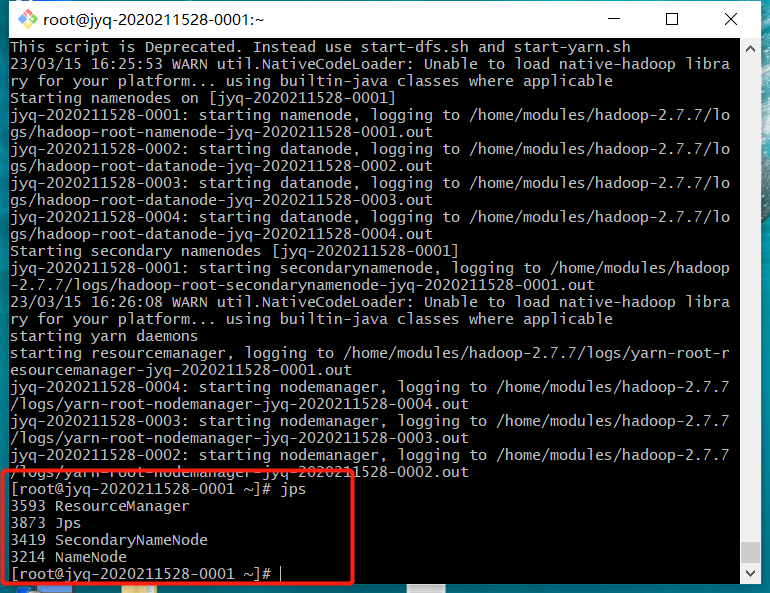 root@jyq-2020211528-0001:~
This script is Deprecated. Instead use start-dfs.sh and start-yarn.sh
23/03/15 16:25:53 WARN util.NativeCodeLoader: Unable to load native-hadoop libra
ry for your platform... using builtin-java classes where applicable
Starting namenodes on [jyq-2020211528-0001]
jyq-2020211528-0001: starting namenode, logging to /home/modules/hadoop-2.7.7/lo
gs/hadoop-root-namenode-jyq-2020211528-0001.out
jyq-2020211528-0002: starting datanode, logging to /home/modules/hadoop-2.7.7/lo
gs/hadoop-root-datanode-jyq-2020211528-0002.out
jyq-2020211528-0003: starting datanode, logging to /home/modules/hadoop-2.7.7/lo
gs/hadoop-root-datanode-jyq-2020211528-0003.out
jyq-2020211528-0004: starting datanode, logging to /home/modules/hadoop-2.7.7/lo
gs/hadoop-root-datanode-jyq-2020211528-0004.out
Starting secondary namenodes [jyq-2020211528-0001]
jyq-2020211528-0001: starting secondarynamenode, logging to /home/modules/hadoop
-2.7.7/logs/hadoop-root-secondarynamenode-jyq-2020211528-0001.out
23/03/15 16:26:08 WARN util.NativeCodeLoader: Unable to load native-hadoop libra
ry for your platform... using builtin-java classes where applicable
starting yarn daemons
starting resourcemanager, logging to /home/modules/hadoop-2.7.7/logs/yarn-root-r
esourcemanager-jyq-2020211528-0001.out
jyq-2020211528-0004: starting nodemanager, logging to /home/modules/hadoop-2.7.7
/logs/yarn-root-nodemanager-jyq-2020211528-0004.out
jyq-2020211528-0003: starting nodemanager, logging to /home/modules/hadoop-2.7.7
/logs/yarn-root-nodemanager-jyq-2020211528-0003.out
jyq-2020211528-0002: starting nodemanager, logging to /home/modules/hadoop-2.7.7
/logs/yarn-root-nodemanager-jyq-2020211528-0002.out
[root@jyq-2020211528-0001 ~]# jps
3593 ResourceManager
3873 Jps
3419 SecondaryNameNode
3214 NameNode
[root@jyq-2020211528-0001 ~]#